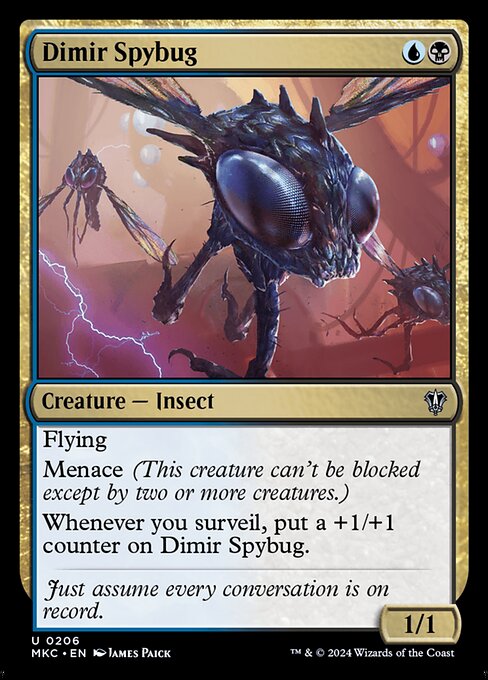 Dimir Spybug
Creature — Insect
Flying
Menace (This creature can't be blocked
except by two or more creatures.)
Whenever you surveil, put a +1/+1
counter on Dimir Spybug.
Just assume every conversation is on
record.
1/1
U 0206
MKC • EN James Paick
™ & © 2024 Wizards of the Coast